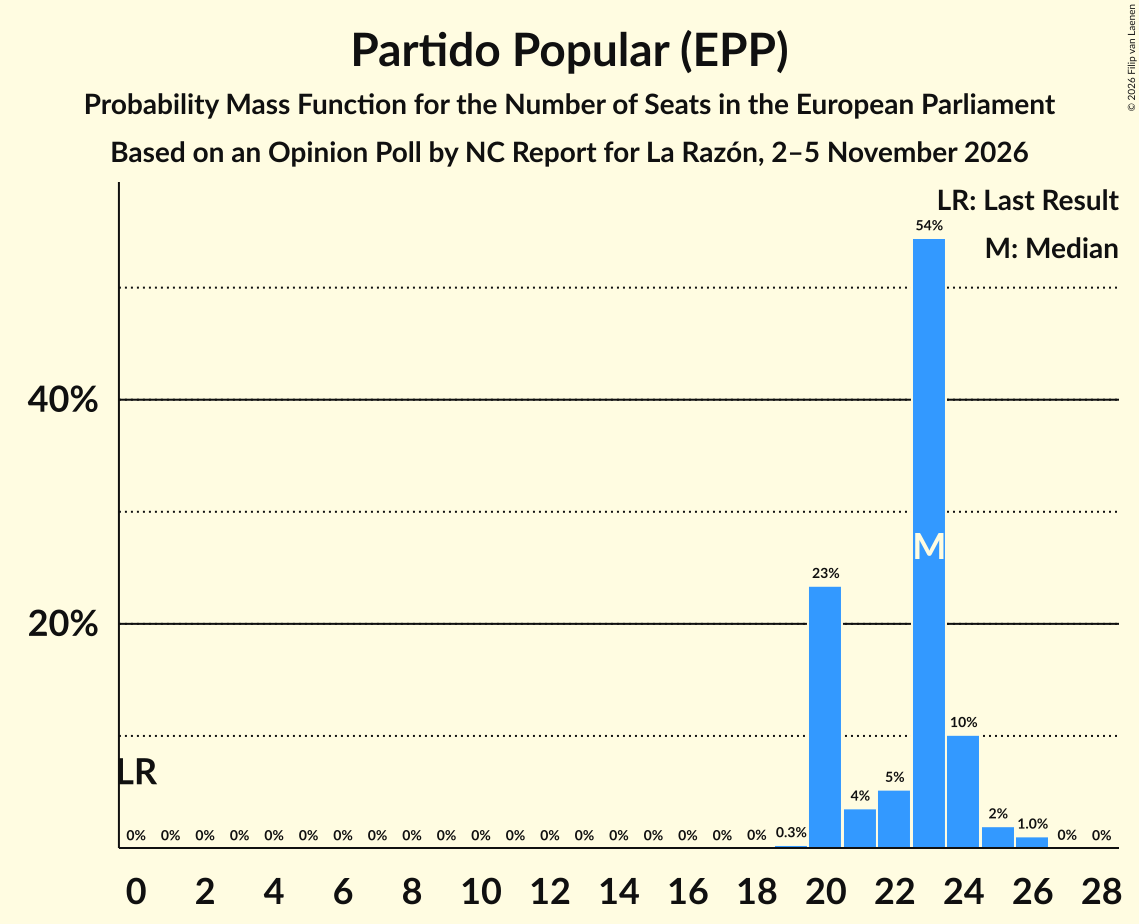 Partido Popular (EPP)
Probability Mass Function for the Number of Seats in the European Parliament
Based on an Opinion Poll by NC Report for La Razón, 2–5 November 2026
© 2026 Filip van Laenen
LR: Last Result
M: Median
54%
40%
M
23%
20%
10%
LR
5%
4%
2%
1.0%
0% 0% 0% 0% 0% 0% 0% 0% 0% 0% 0% 0% 0% 0% 0% 0% 0% 0% 0% 0.3% 0% 0%
0 2 4 6 8 10 12 14 16 18 20 22 24 26 28